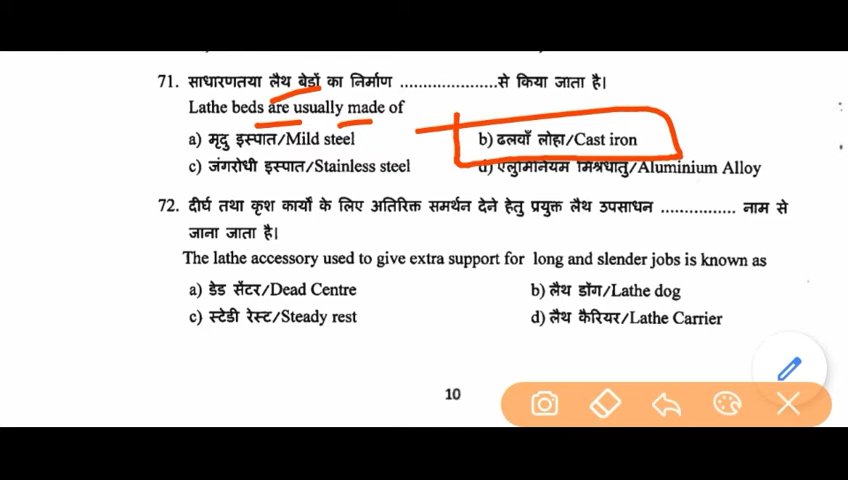 71. साधारणतया लैथ बेडों का निर्माण ......................से किया जाता है।
Lathe beds are usually made of
a) मृदु इस्पात/Mild steel b) ढलवाँ लोहा/Cast iron
c) जंगरोधी इस्पात/Stainless steel d) एलुमिनियम मिश्रधातु/Aluminium Alloy
72. दीर्घ तथा कृश कार्यों के लिए अतिरिक्त समर्थन देने हेतु प्रयुक्त लैथ उपसाधन ................ नाम से
जाना जाता है।
The lathe accessory used to give extra support for long and slender jobs is known as
a) डेड सेंटर/Dead Centre b) लैथ डॉग/Lathe dog
c) स्टेडी रेस्ट/Steady rest d) लैथ कैरियर/Lathe Carrier
10